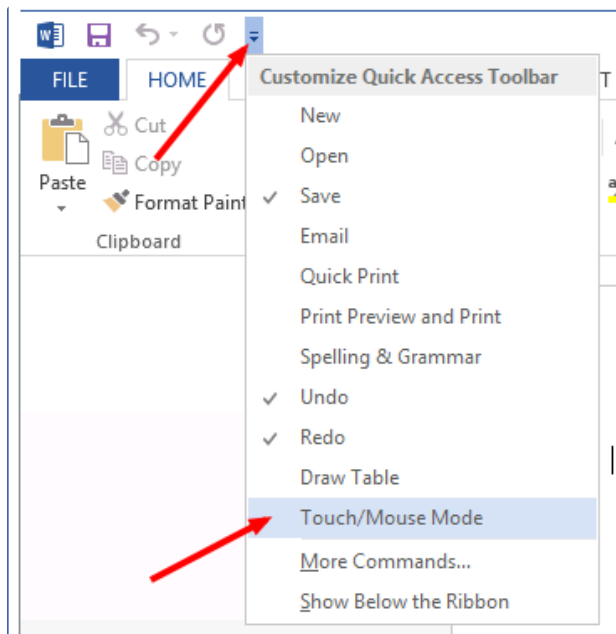 FILE
HOME
T
Cut
Copy
Paste
Format Paint
Clipboard
Customize Quick Access Toolbar
New
Open
Save
Email
Quick Print
Print Preview and Print
Spelling & Grammar
Undo
Redo
Draw Table
Touch/Mouse Mode
More Commands...
Show Below the Ribbon